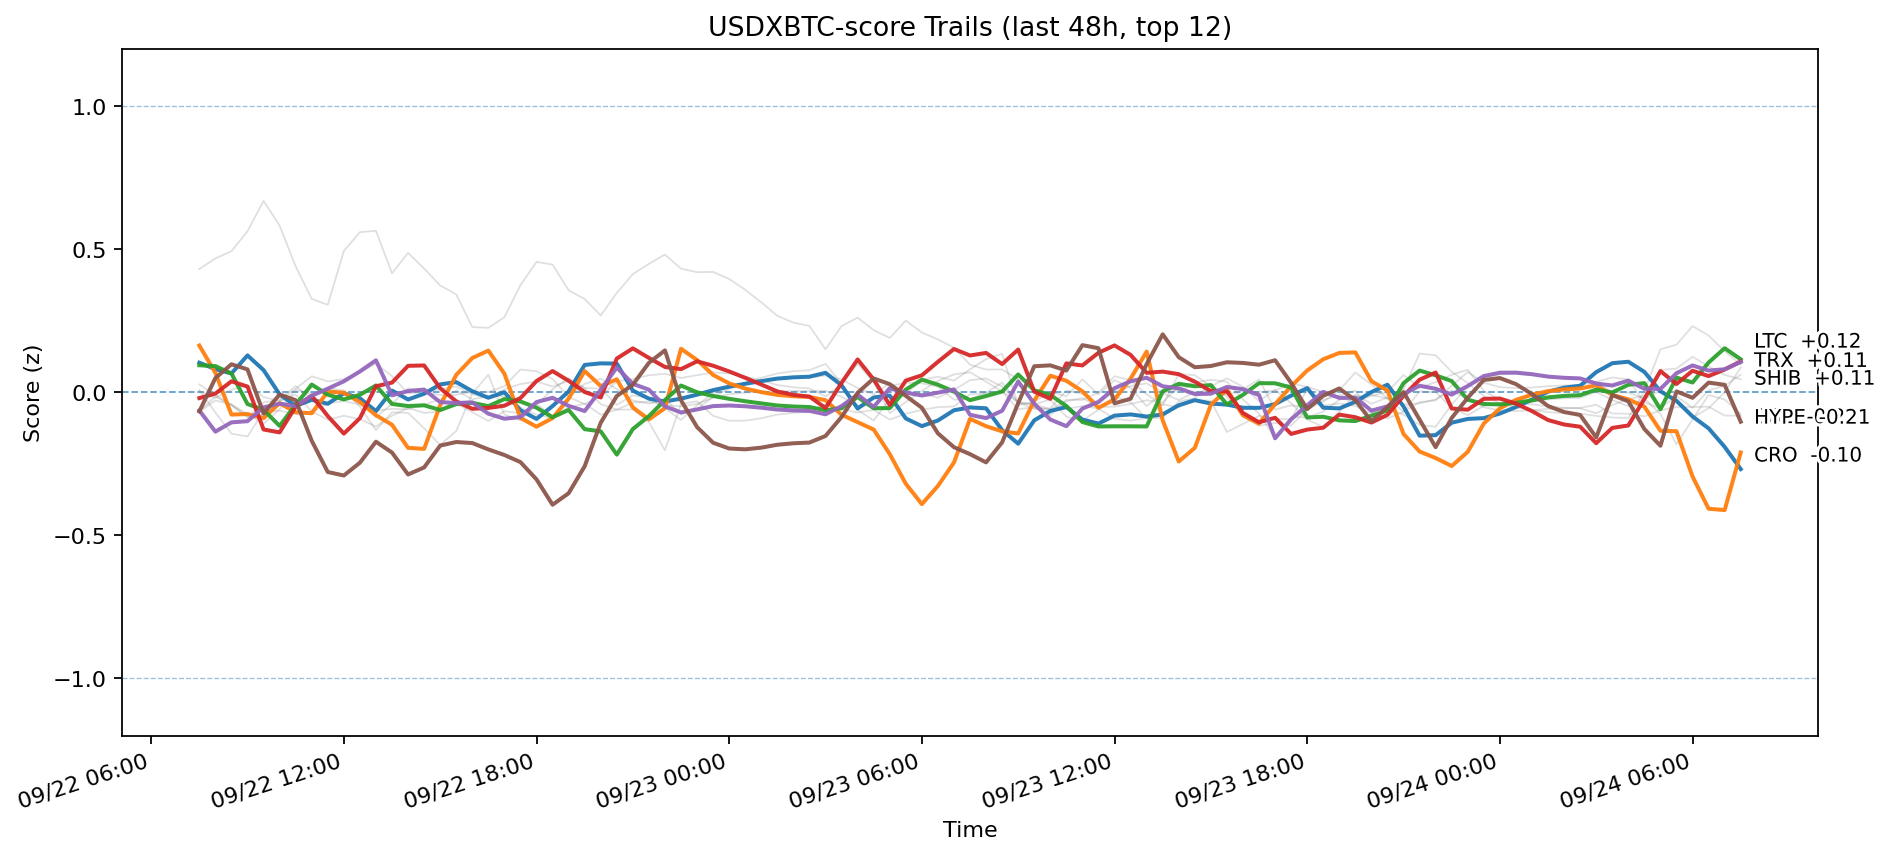 USDXBTC-score Trails (last 48h, top 12)
Score (z)
1.0
0.5
0.0
−0.5
−1.0
LTC +0.12
TRX +0.11
SHIB +0.11
CRO -0.10
09/22 06:00
09/22 12:00
09/22 18:00
09/23 00:00
09/23 06:00
09/23 12:00
09/23 18:00
09/24 00:00
09/24 06:00
Time